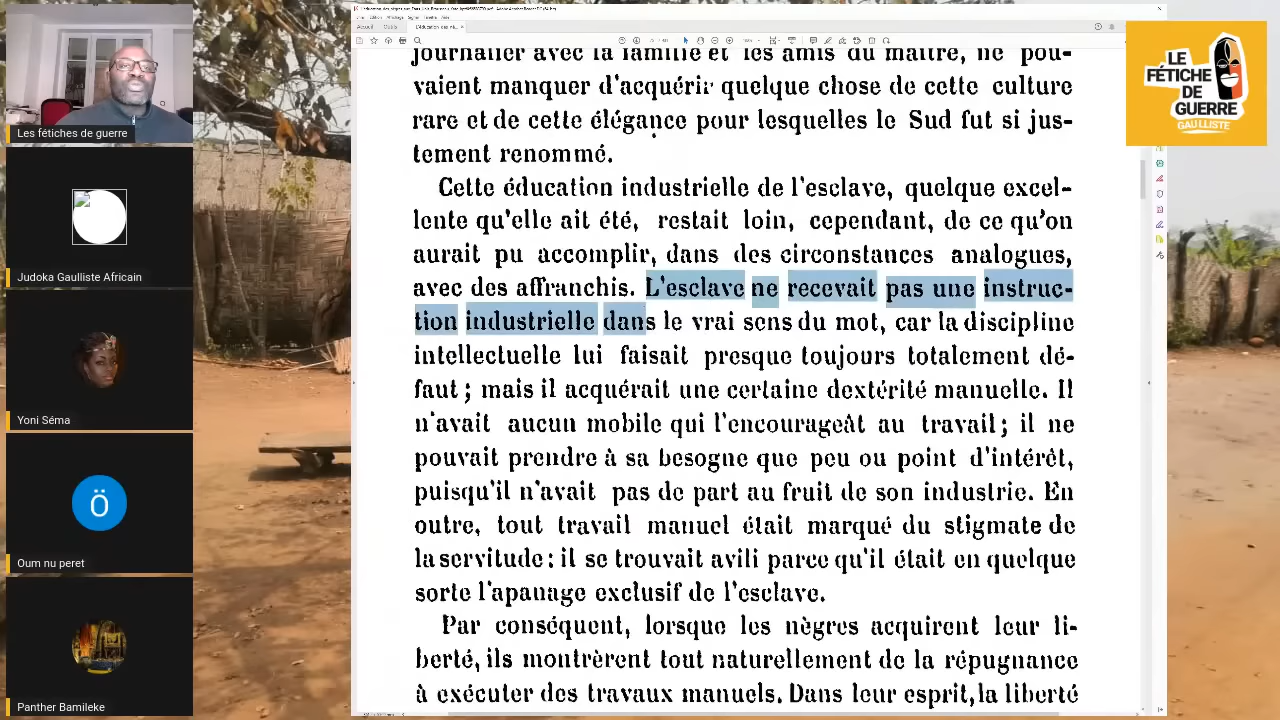 Les fétiches de guerre
Judoka Gaulliste Africain
Yoni Séma
Ö
Oum nu peret
Panther Bamileke
Accueil Outils
LE
FÉTICHE
DE
GUERRE
GAULLISTE
journalier avec la famille et les amis du maître, ne pou-
vaient manquer d'acquérir quelque chose de cette culture
rare et de cette élégance pour lesquelles le Sud fut si jus-
tement renommé.
Cette éducation industrielle de l'esclave, quelque excel-
lente qu'elle ait été, restait loin, cependant, de ce qu'on
aurait pu accomplir, dans des circonstances analogues,
avec des affranchis. L'esclave ne recevait pas une instruc-
tion industrielle dans le vrai sens du mot, car la discipline
intellectuelle lui faisait presque toujours totalement dé-
faut ; mais il acquérait une certaine dextérité manuelle. Il
n'avait aucun mobile qui l'encourageât au travail ; il ne
pouvait prendre à sa besogne que peu ou point d'intérêt,
puisqu'il n'avait pas de part au fruit de son industrie. En
outre, tout travail manuel était marqué du stigmate de
la servitude : il se trouvait avili parce qu'il était en quelque
sorte l'apanage exclusif de l'esclave.
Par conséquent, lorsque les nègres acquirent leur li-
berté, ils montrèrent tout naturellement de la répugnance
à exécuter des travaux manuels. Dans leur esprit, la liberté